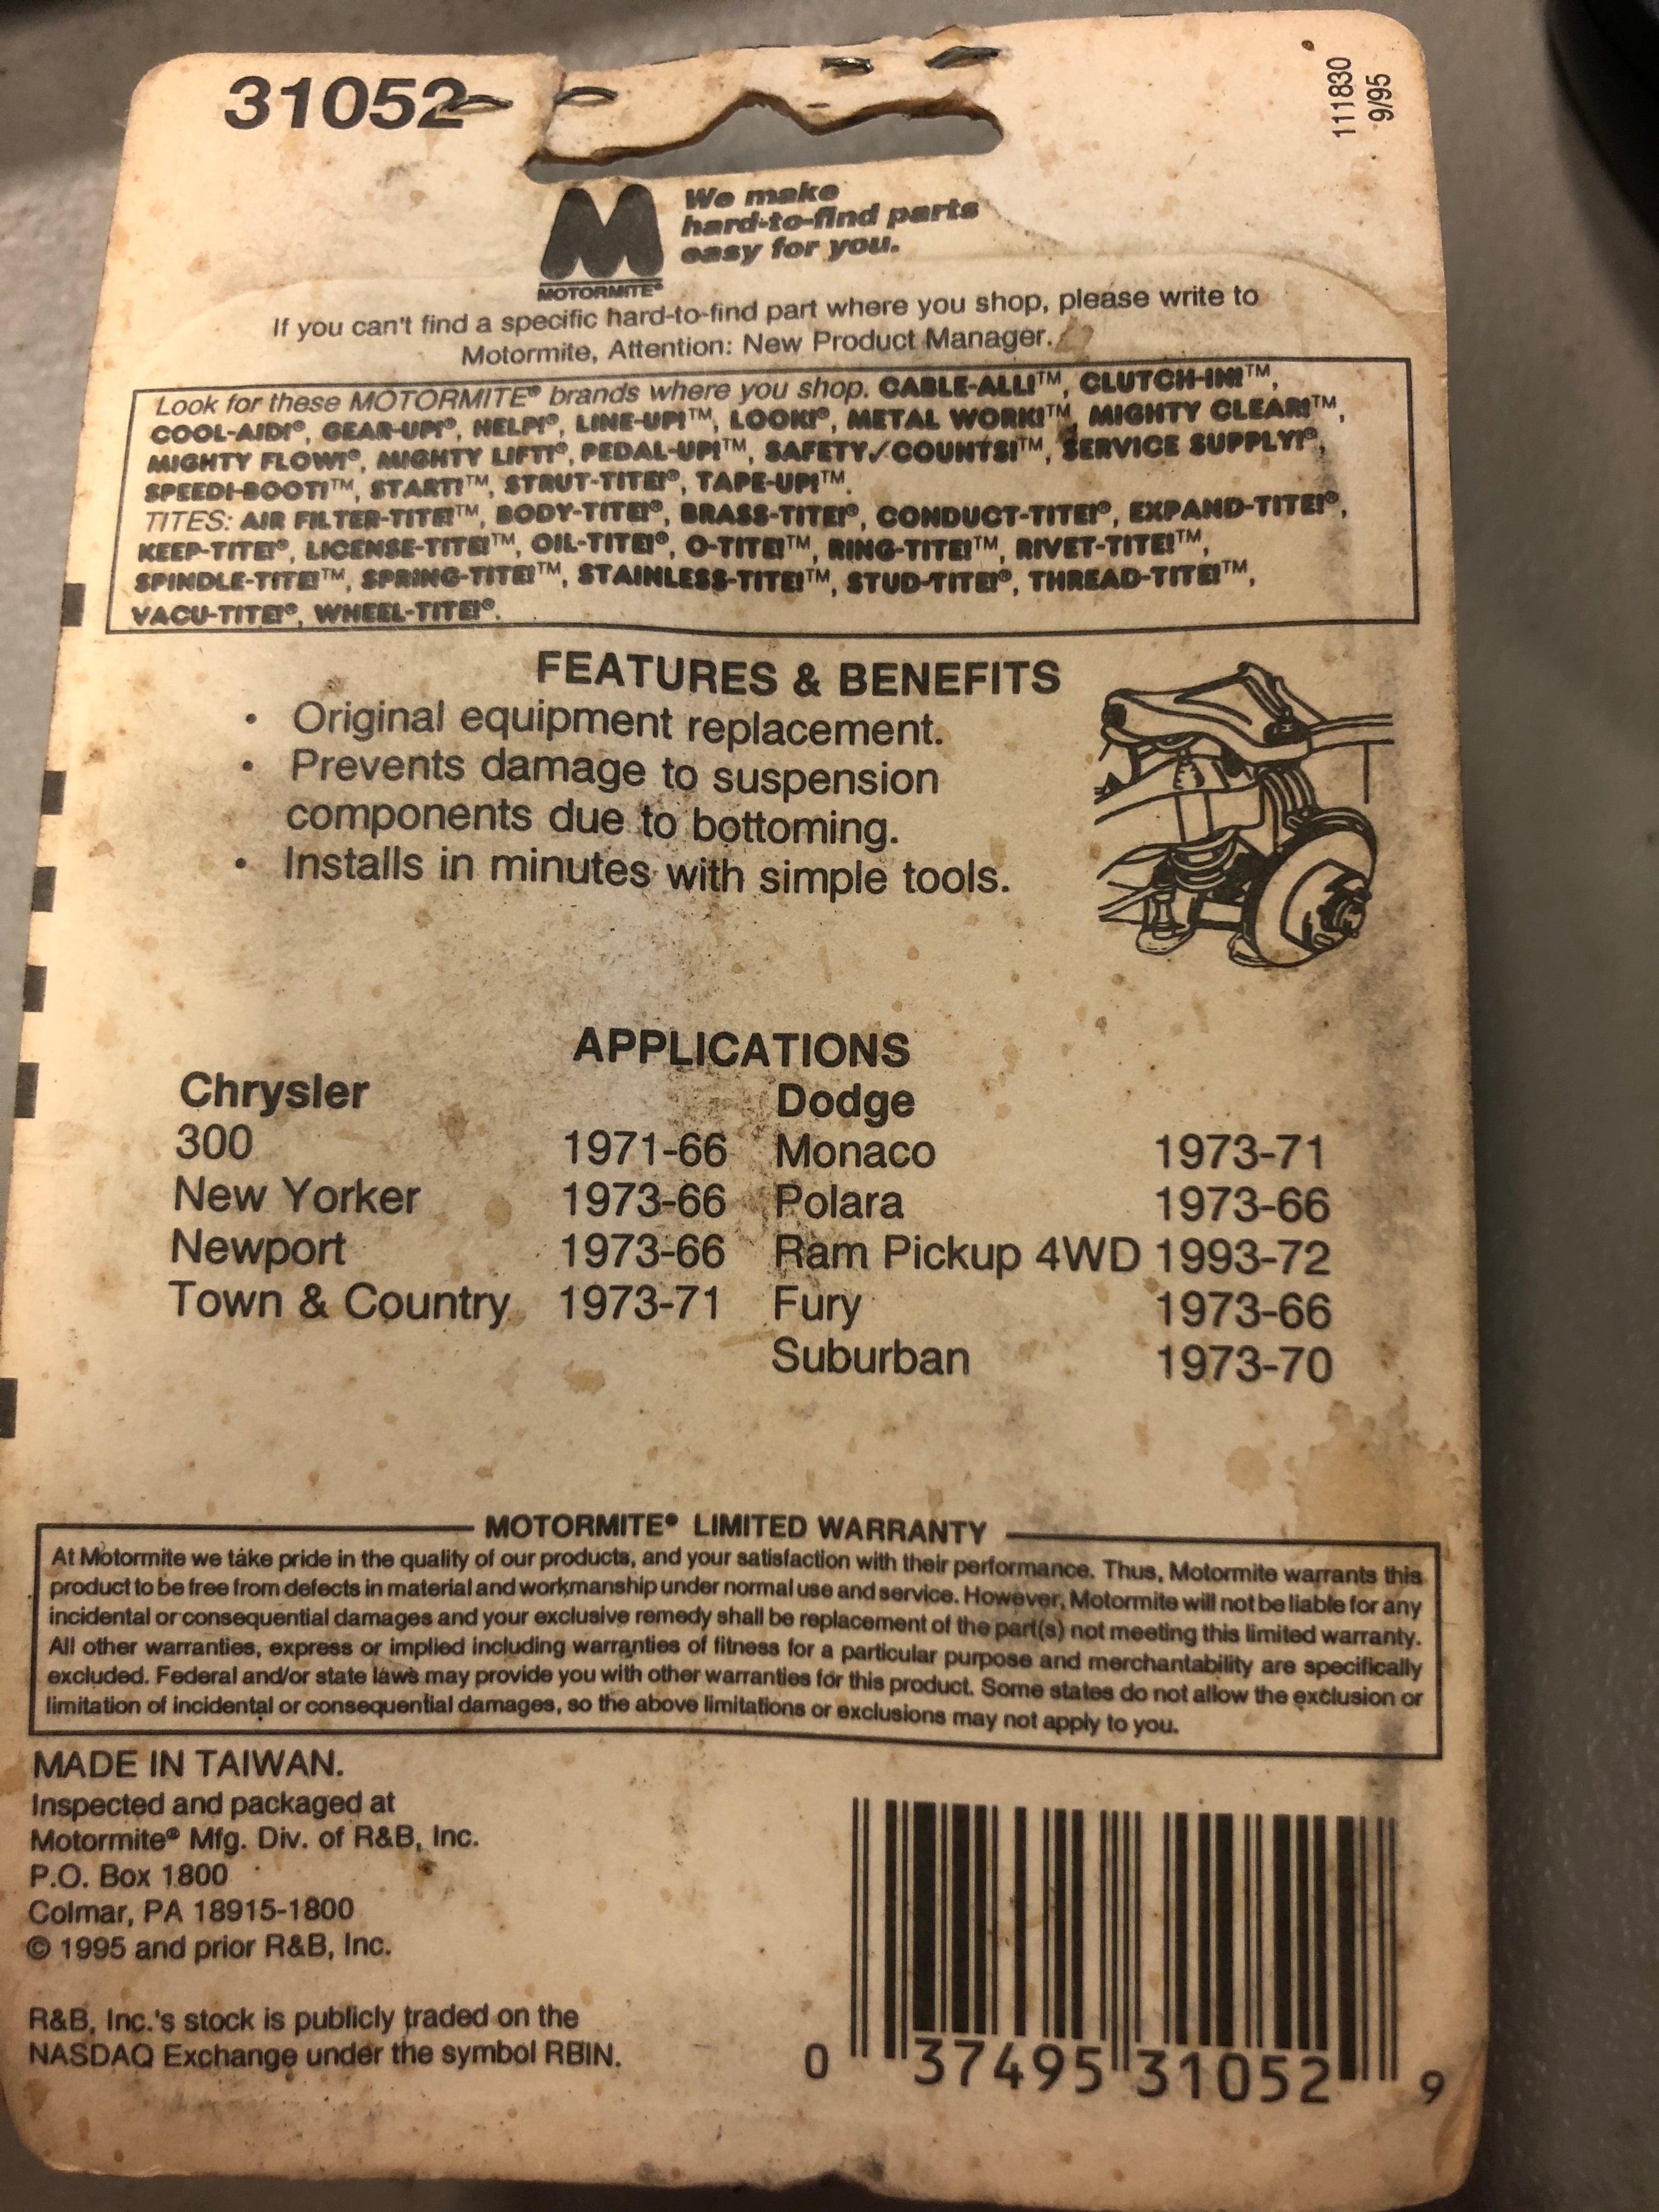 31052
111830
9/95
We make
hard-to-find parts
easy for you.
MOTORMITE®
If you can't find a specific hard-to-find part where you shop, please write to
Motormite, Attention: New Product Manager.
Look for these MOTORMITE® brands where you shop. CABLE-ALL!™, CLUTCH-IN!™,
COOL-AID!®, GEAR-UP!®, HELP!®, LINE-UP!™, LOOK!®, METAL WORK!™, MIGHTY CLEAR!™,
MIGHTY FLOW!®, MIGHTY LIFT!®, PEDAL-UP!™, SAFETY✓COUNTS!™, SERVICE SUPPLY!®,
SPEEDI-BOOT!™, START!™, STRUT-TITE!®, TAPE-UP!™.
TITES: AIR FILTER-TITE!™, BODY-TITE!®, BRASS-TITE!®, CONDUCT-TITE!®, EXPAND-TITE!®,
KEEP-TITE!®, LICENSE-TITE!™, OIL-TITE!®, O-TITE!™, RING-TITE!™, RIVET-TITE!™,
SPINDLE-TITE!™, SPRING-TITE!™, STAINLESS-TITE!™, STUD-TITE!®, THREAD-TITE!™,
VACU-TITE!®, WHEEL-TITE!®.
FEATURES & BENEFITS
• Original equipment replacement.
• Prevents damage to suspension
components due to bottoming.
• Installs in minutes with simple tools.
APPLICATIONS
Chrysler
300 1971-66
New Yorker 1973-66
Newport 1973-66
Town & Country 1973-71
Dodge
Monaco 1973-71
Polara 1973-66
Ram Pickup 4WD 1993-72
Fury 1973-66
Suburban 1973-70
MOTORMITE® LIMITED WARRANTY
At Motormite we take pride in the quality of our products, and your satisfaction with their performance. Thus, Motormite warrants this
product to be free from defects in material and workmanship under normal use and service. However, Motormite will not be liable for any
incidental or consequential damages and your exclusive remedy shall be replacement of the part(s) not meeting this limited warranty.
All other warranties, express or implied including warranties of fitness for a particular purpose and merchantability are specifically
excluded. Federal and/or state laws may provide you with other warranties for this product. Some states do not allow the exclusion or
limitation of incidental or consequential damages, so the above limitations or exclusions may not apply to you.
MADE IN TAIWAN.
Inspected and packaged at
Motormite® Mfg. Div. of R&B, Inc.
P.O. Box 1800
Colmar, PA 18915-1800
© 1995 and prior R&B, Inc.
R&B, Inc.'s stock is publicly traded on the
NASDAQ Exchange under the symbol RBIN.
0 37495 31052 9